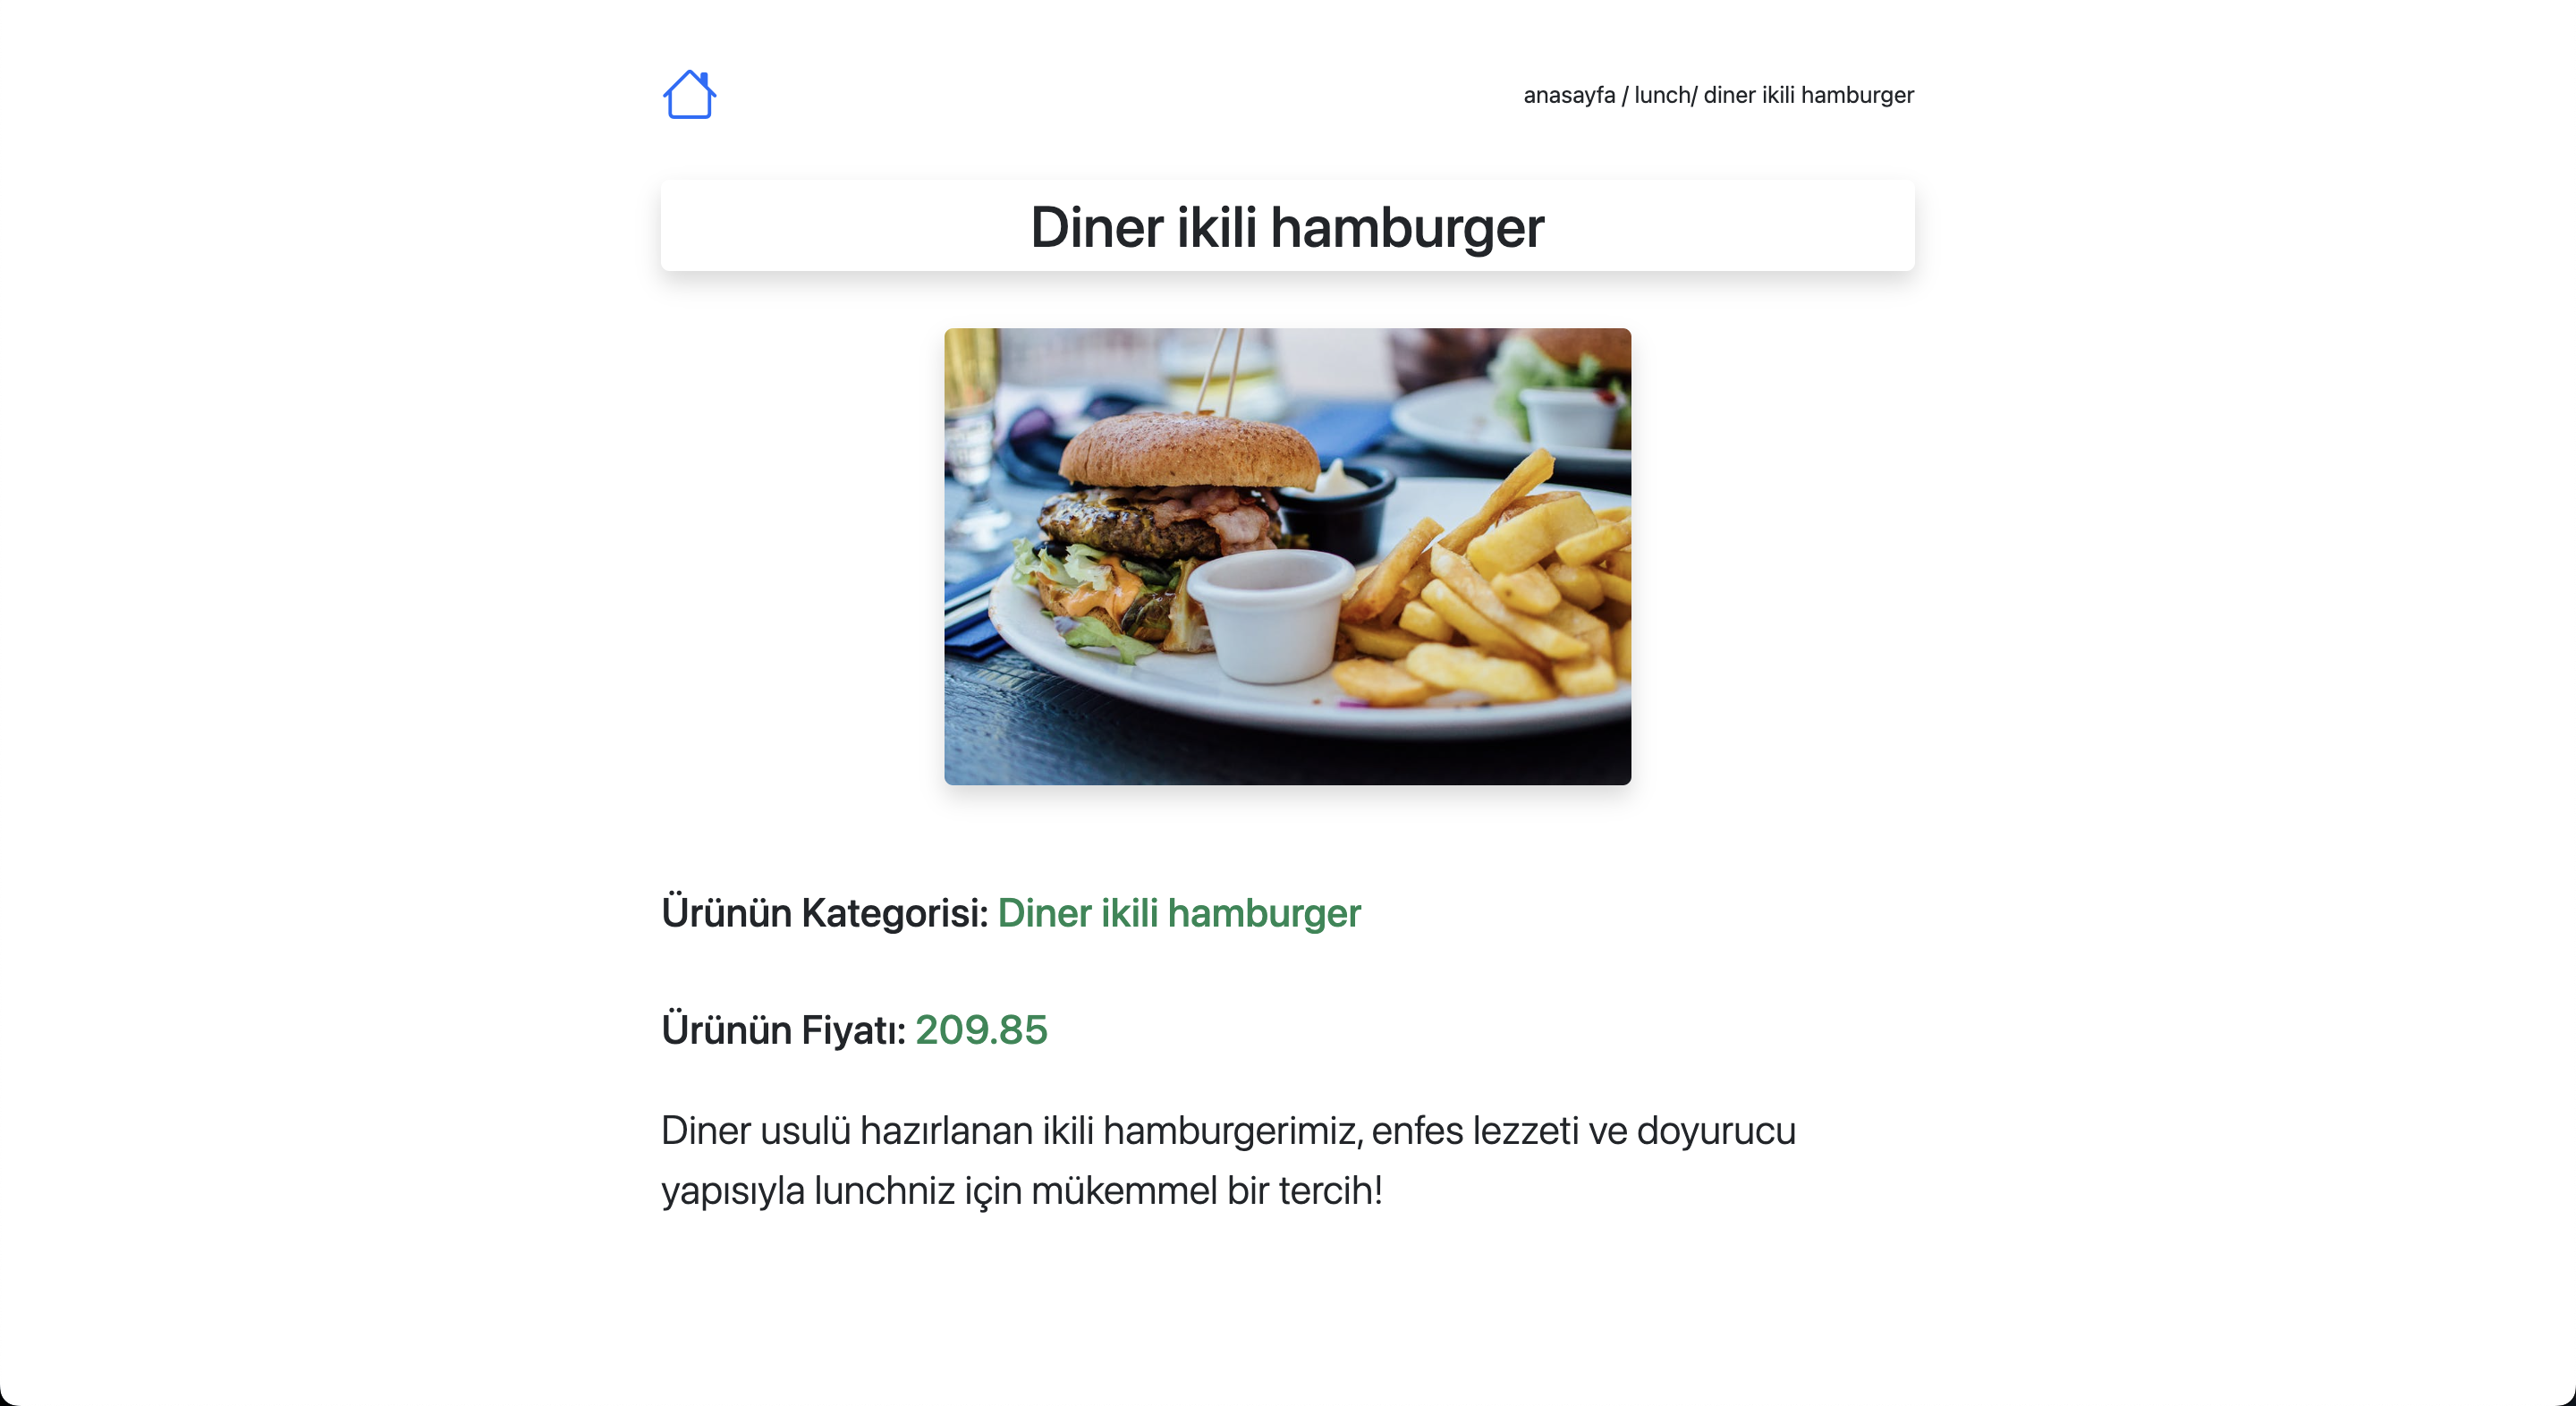 anasayfa / lunch/ diner ikili hamburger
Diner ikili hamburger
Ürünün Kategorisi: Diner ikili hamburger
Ürünün Fiyatı: 209.85
Diner usulü hazırlanan ikili hamburgerimiz, enfes lezzeti ve doyurucu
yapısıyla lunchniz için mükemmel bir tercih!